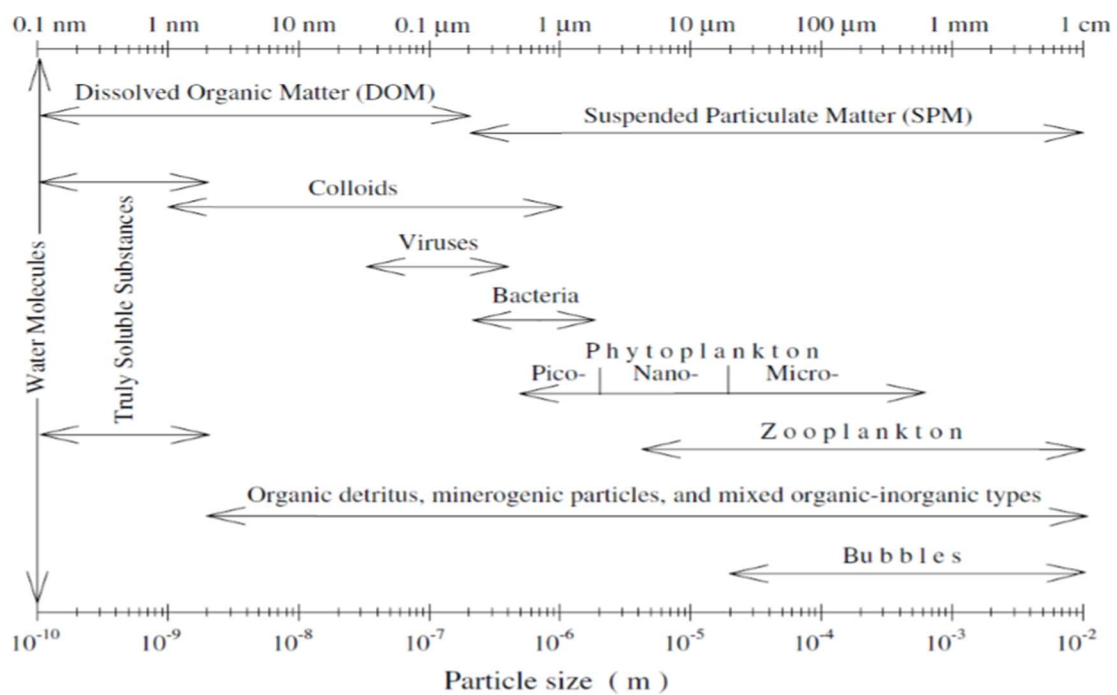 0.1 nm 1 nm 10 nm 0.1 μm 1 μm 10 μm 100 μm 1 mm 1 cm
Dissolved Organic Matter (DOM)
Suspended Particulate Matter (SPM)
Colloids
Viruses
Bacteria
Phytoplankton
Pico- Nano- Micro-
Zooplankton
Organic detritus, minerogenic particles, and mixed organic-inorganic types
Bubbles
Water Molecules
Truly Soluble Substances
10⁻¹⁰ 10⁻⁹ 10⁻⁸ 10⁻⁷ 10⁻⁶ 10⁻⁵ 10⁻⁴ 10⁻³ 10⁻²
Particle size ( m )